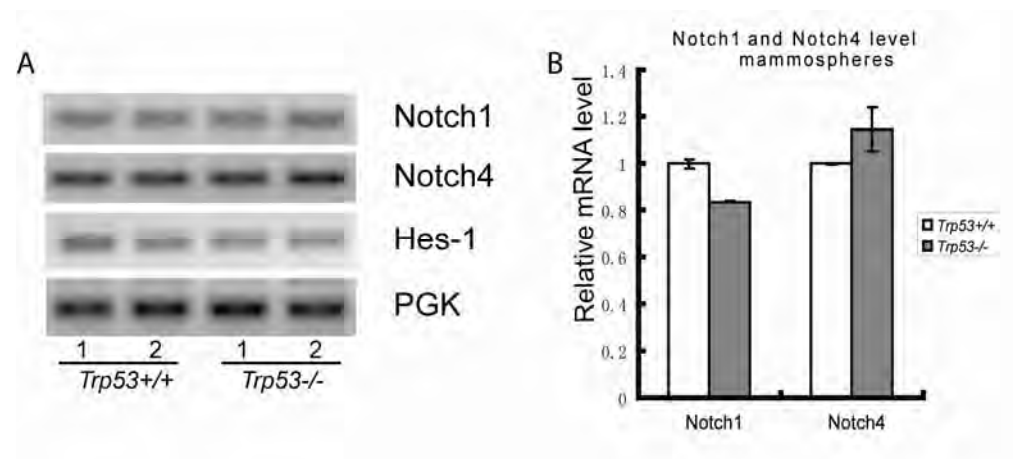 A
Notch1
Notch4
Hes-1
PGK
1 2 1 2
Trp53+/+ Trp53-/-
B
Notch1 and Notch4 level
mammospheres
Relative mRNA level
1.4
1.2
1
0.8
0.6
0.4
0.2
0
Notch1 Notch4
Trp53+/+
Trp53-/-